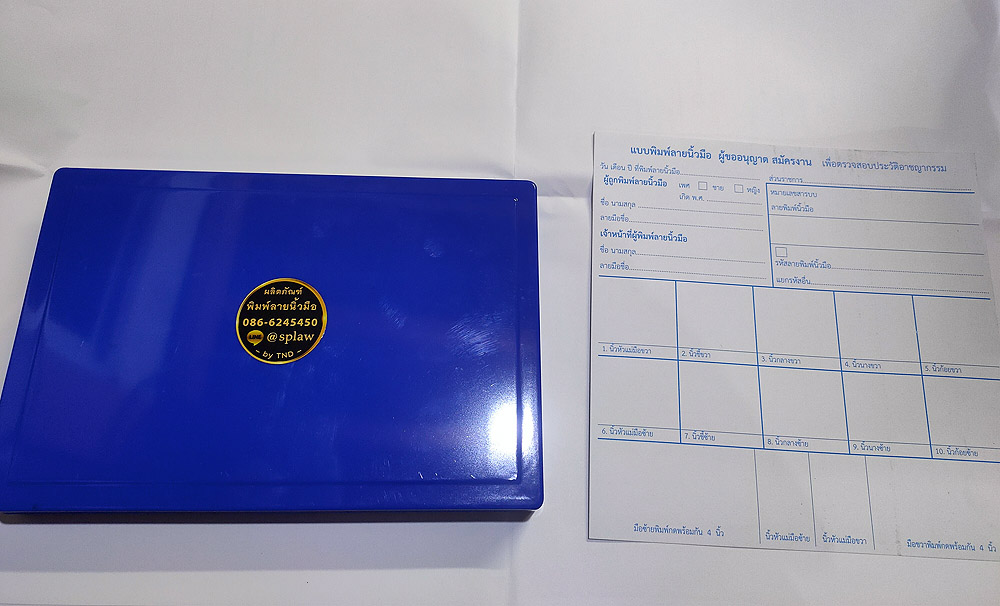 ผลิตภัณฑ์
พิมพ์ลายนิ้วมือ
086-6245450
LINE @splaw
- by TND -
แบบพิมพ์ลายนิ้วมือ ผู้ขออนุญาต สมัครงาน เพื่อตรวจสอบประวัติอาชญากรรม
วัน เดือน ปี ที่พิมพ์ลายนิ้วมือ
ส่วนราชการ
ผู้ถูกพิมพ์ลายนิ้วมือ เพศ ชาย หญิง
เกิด พ.ศ.
ชื่อ นามสกุล
ลายมือชื่อ
เจ้าหน้าที่ผู้พิมพ์ลายนิ้วมือ
ชื่อ นามสกุล
ลายมือชื่อ
หมายเลขสารบบ
ลายพิมพ์นิ้วมือ
รหัสลายพิมพ์นิ้วมือ
แยกรหัสอื่น
1. นิ้วหัวแม่มือขวา
2. นิ้วชี้ขวา
3. นิ้วกลางขวา
4. นิ้วนางขวา
5. นิ้วก้อยขวา
6. นิ้วหัวแม่มือซ้าย
7. นิ้วชี้ซ้าย
8. นิ้วกลางซ้าย
9. นิ้วนางซ้าย
10. นิ้วก้อยซ้าย
มือซ้ายพิมพ์กดพร้อมกัน 4 นิ้ว
นิ้วหัวแม่มือซ้าย
นิ้วหัวแม่มือขวา
มือขวาพิมพ์กดพร้อมกัน 4 นิ้ว